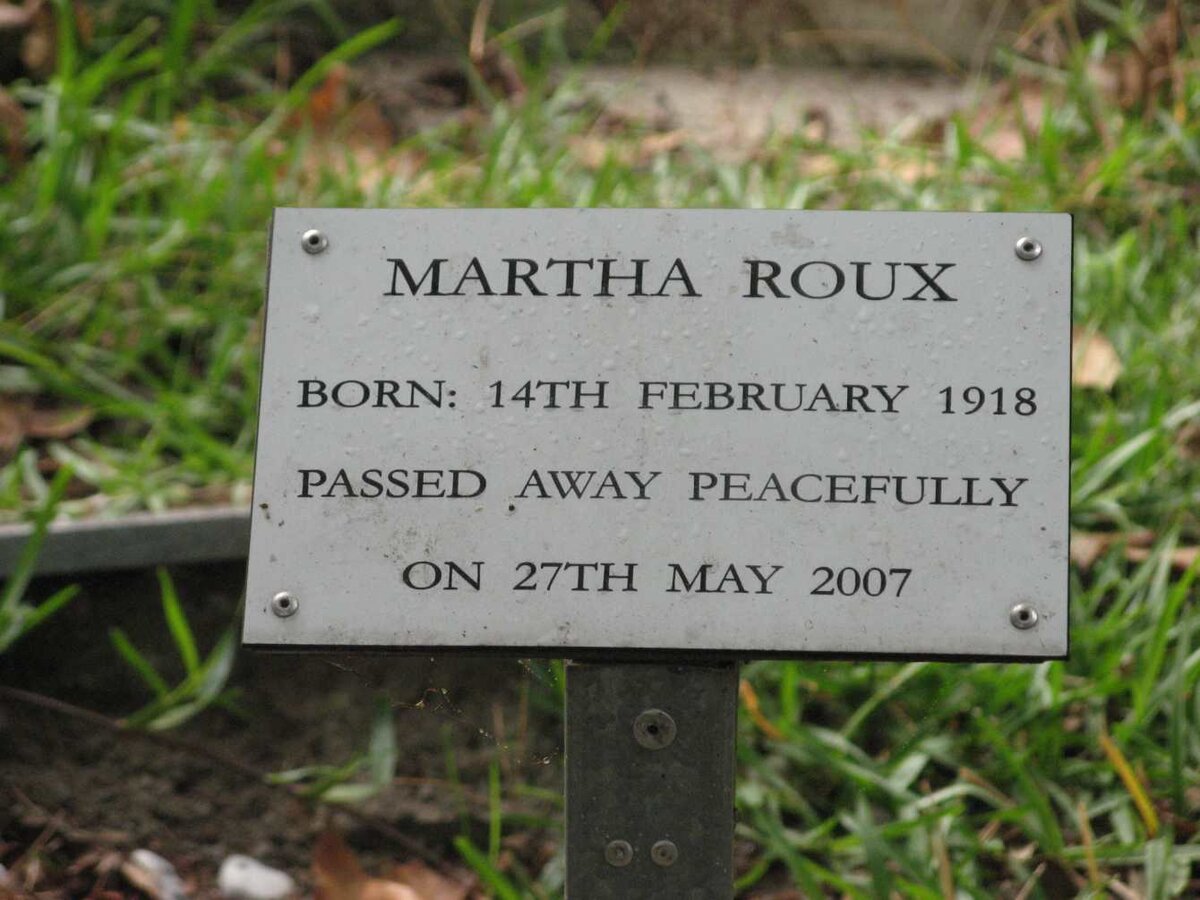 MARTHA ROUX
BORN: 14TH FEBRUARY 1918
PASSED AWAY PEACEFULLY
ON 27TH MAY 2007